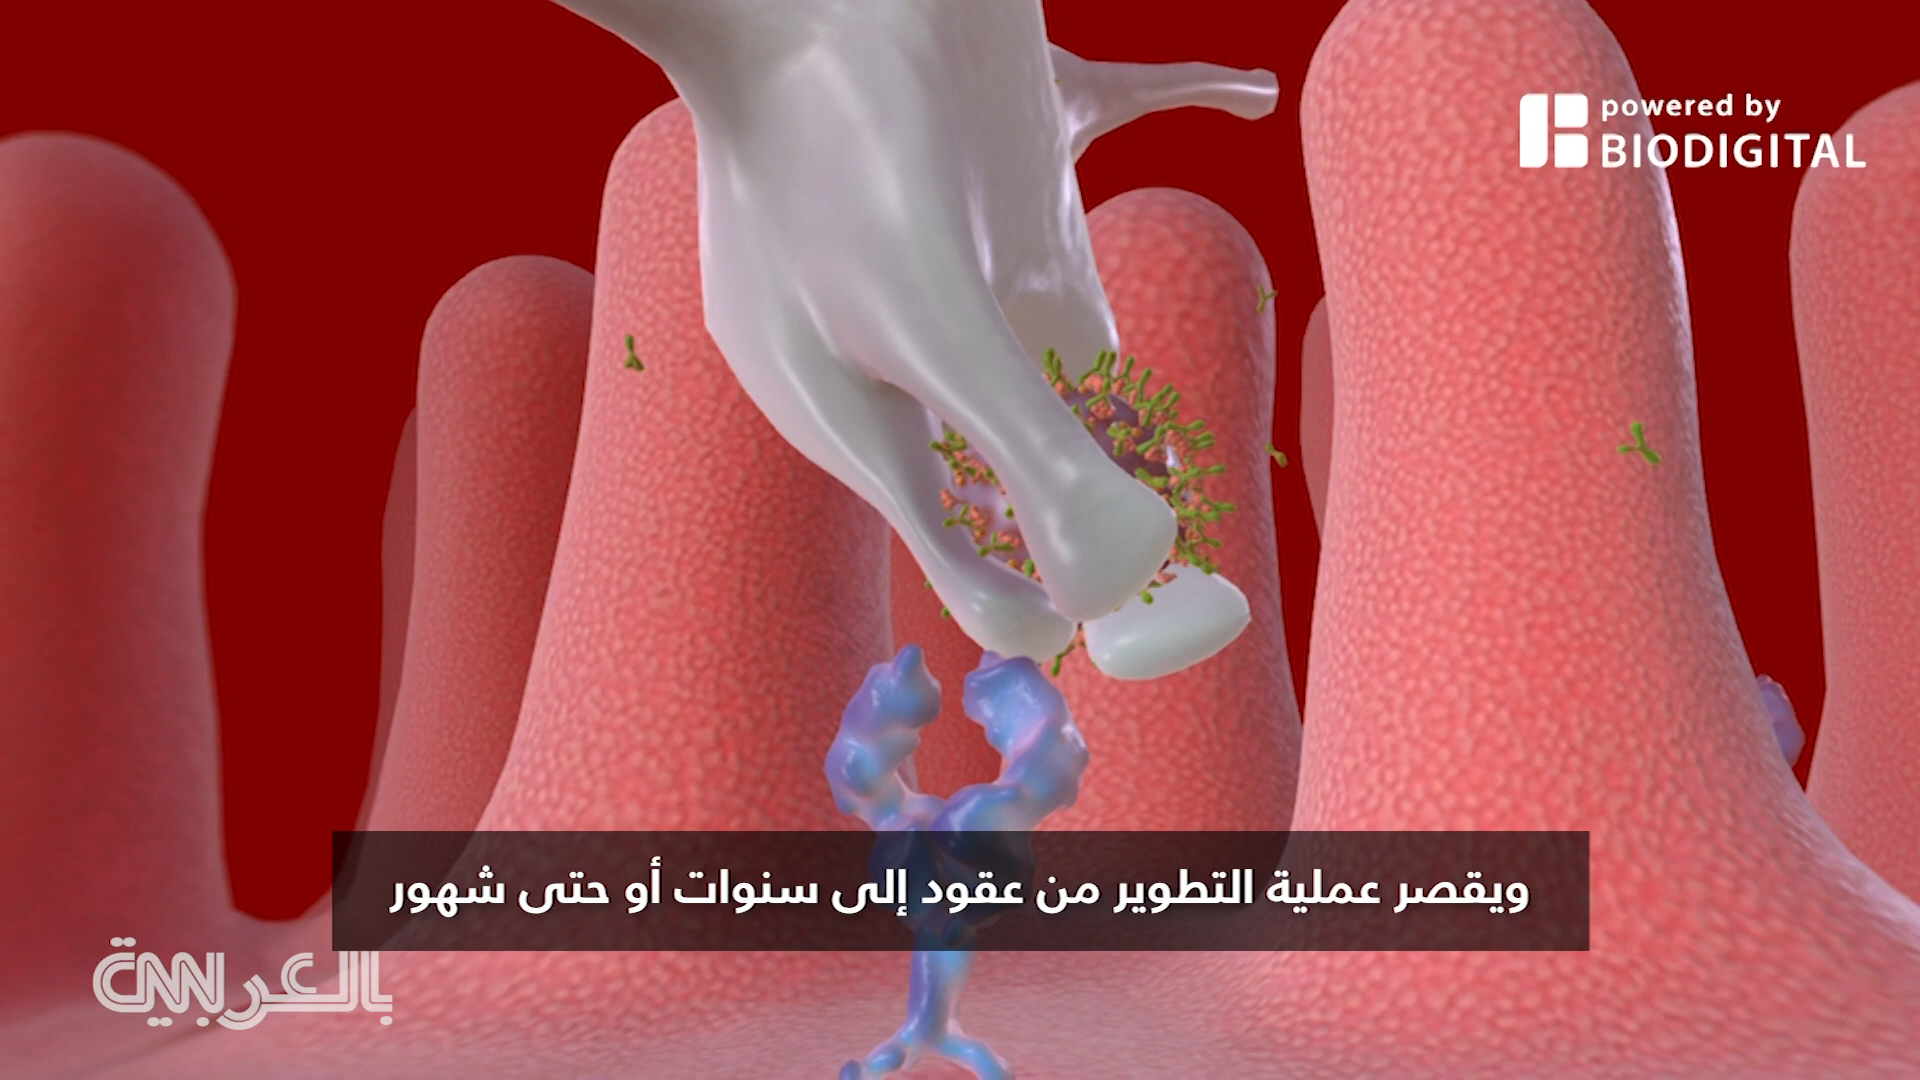 powered by
BIODIGITAL
ويقصر عملية التطوير من عقود إلى سنوات أو حتى شهور
CNN بالعربية